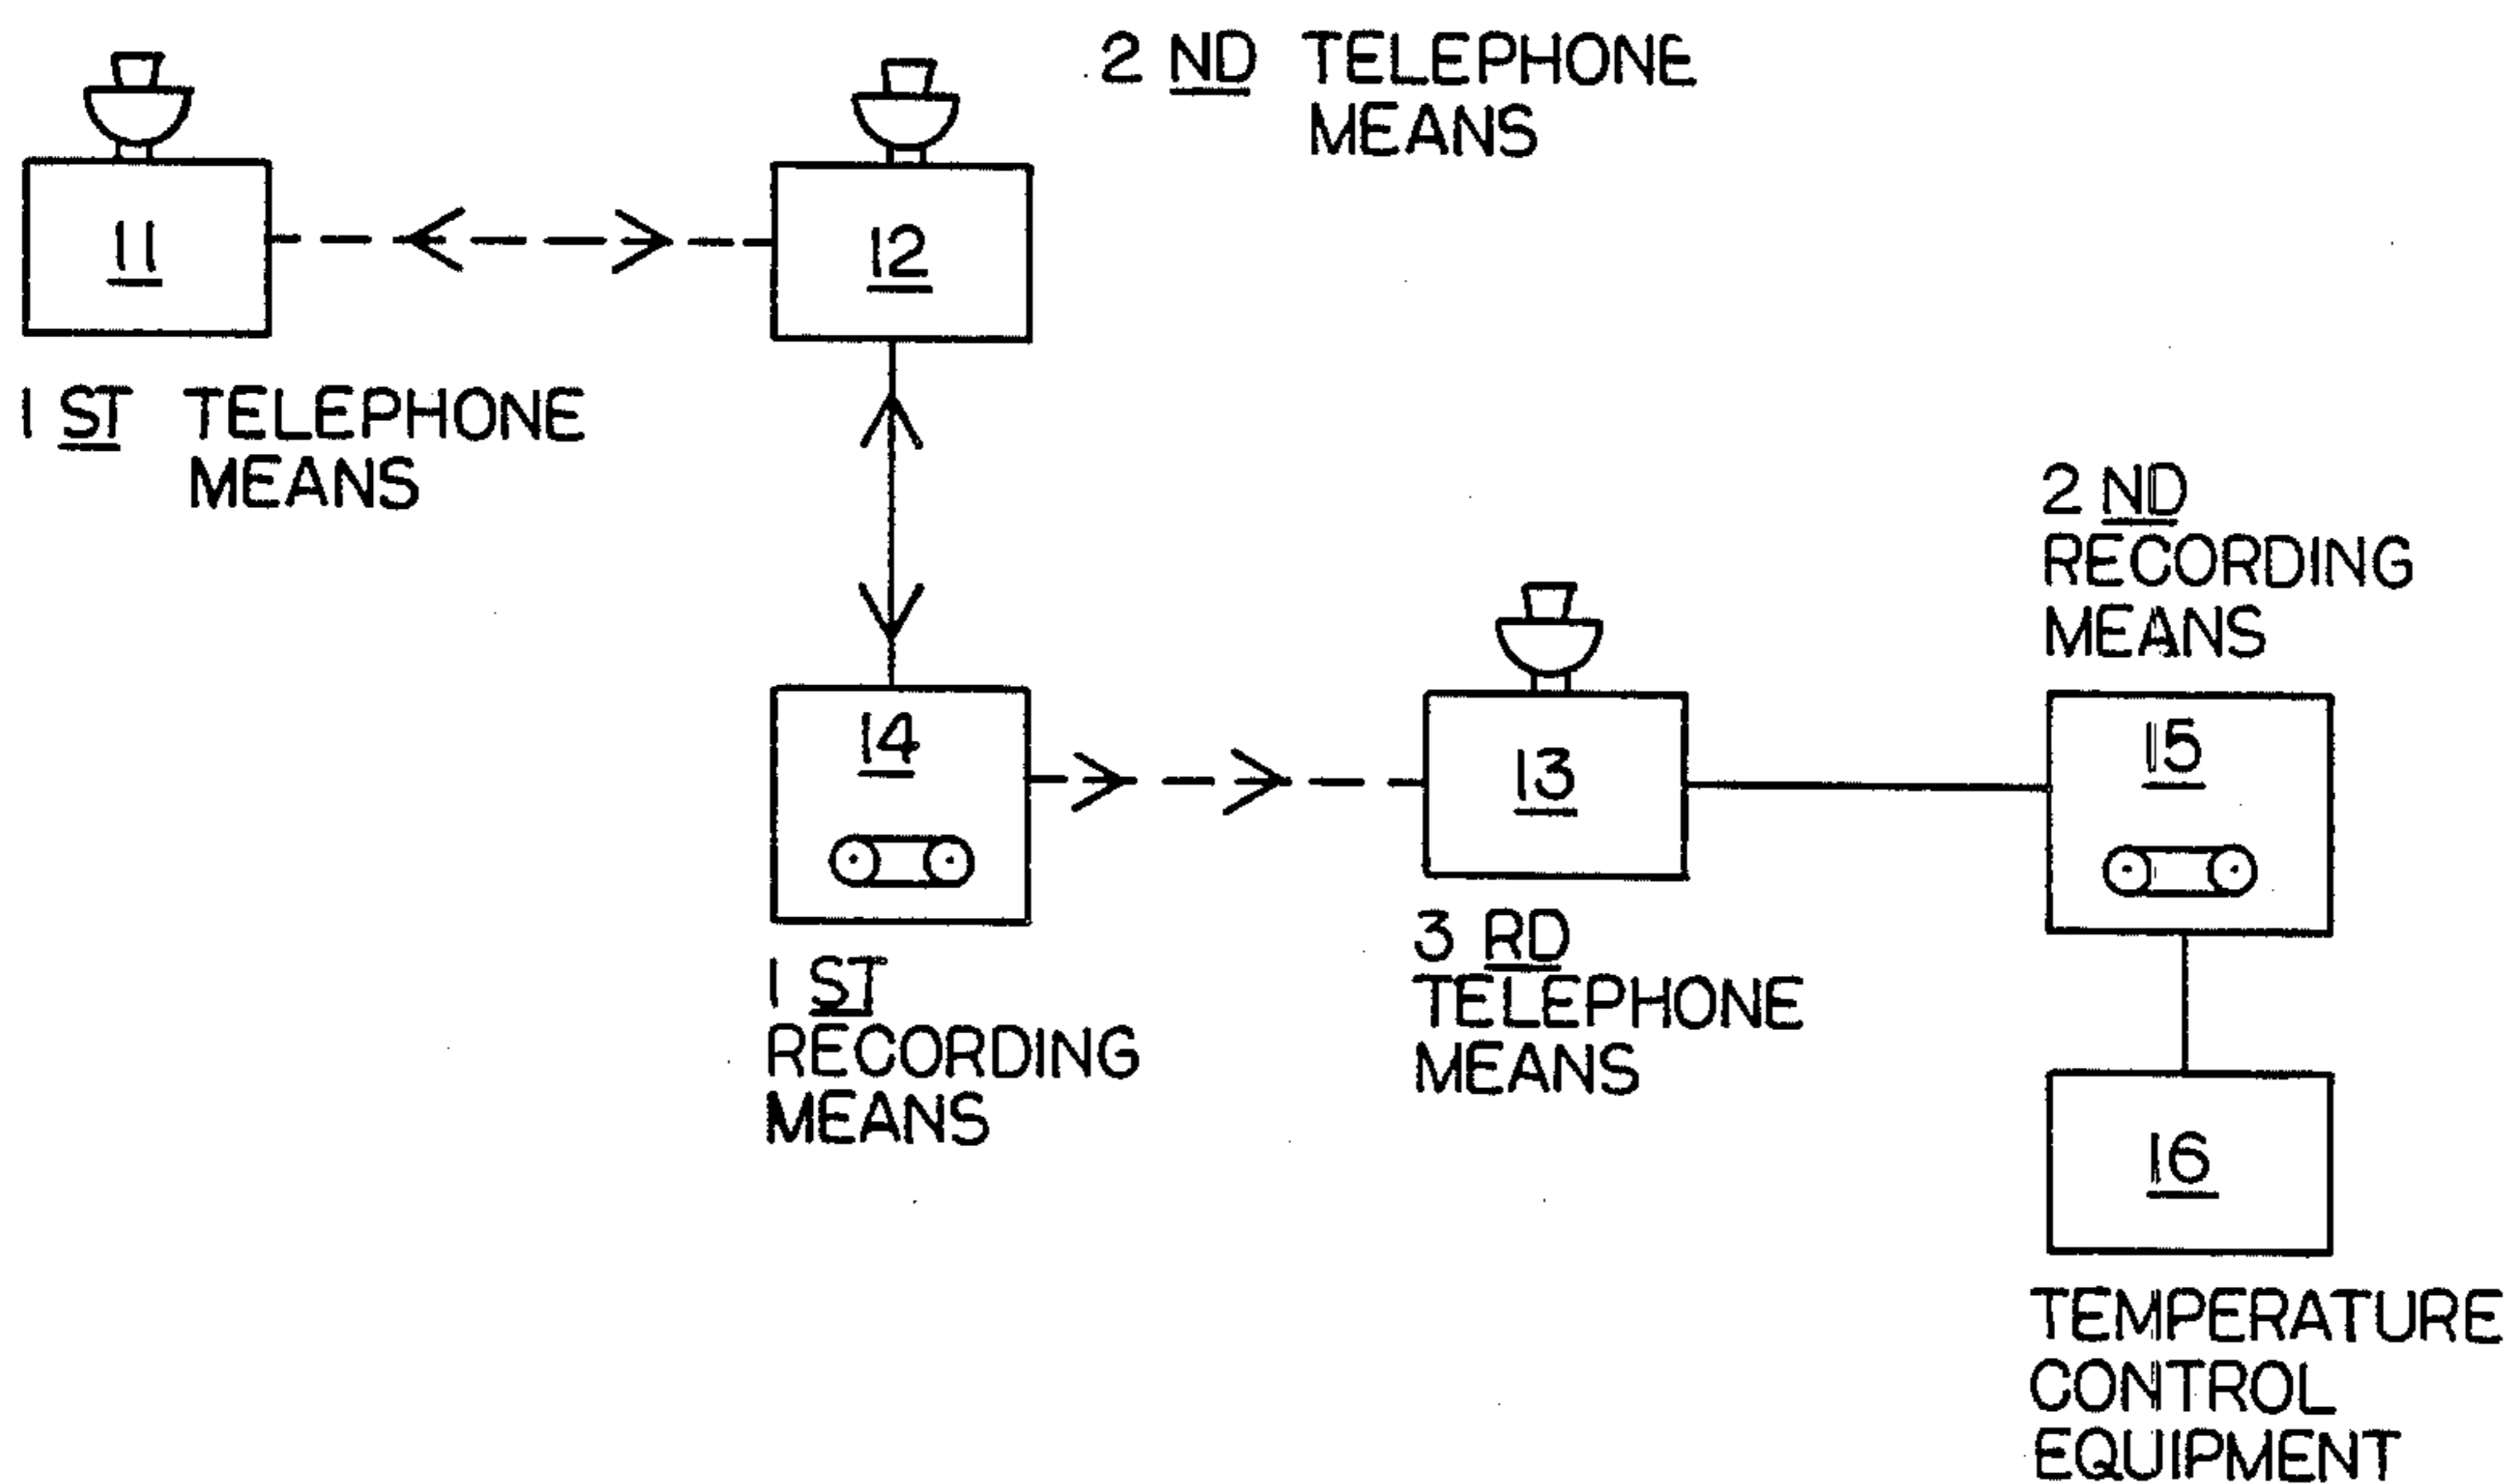 2 ND TELEPHONE
MEANS
11
12
1 ST TELEPHONE
MEANS
2 ND
RECORDING
MEANS
14
13
15
1 ST
RECORDING
MEANS
3 RD
TELEPHONE
MEANS
16
TEMPERATURE
CONTROL
EQUIPMENT